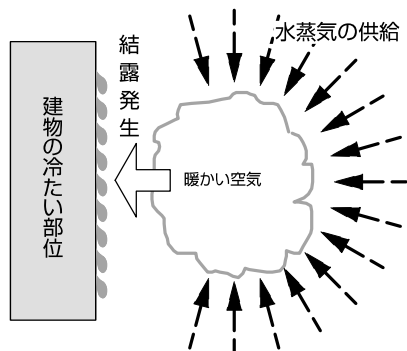 水蒸気の供給
結露発生
建物の冷たい部位
暖かい空気